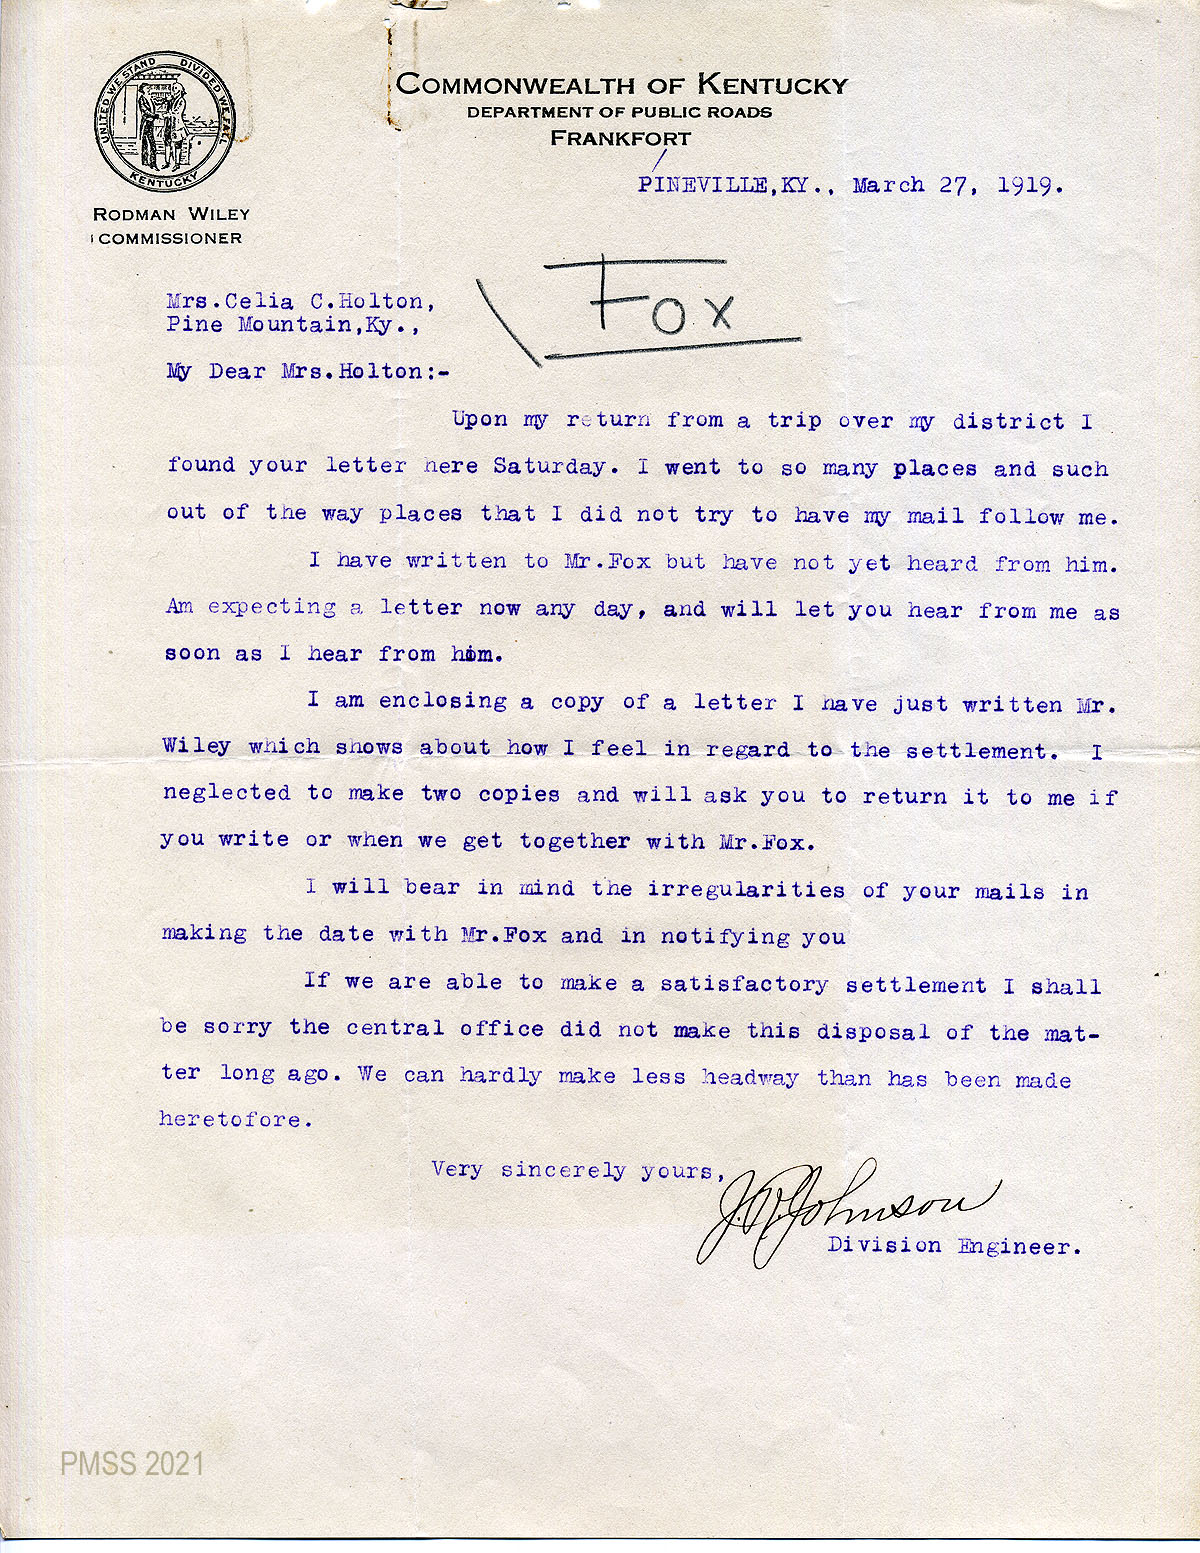 UNITED WE STAND DIVIDED WE FALL
KENTUCKY
COMMONWEALTH OF KENTUCKY
DEPARTMENT OF PUBLIC ROADS
FRANKFORT
RODMAN WILEY
COMMISSIONER
PINEVILLE,KY., March 27, 1919.
Fox
Mrs.Celia C.Holton,
Pine Mountain,Ky.,
My Dear Mrs.Holton:-
Upon my return from a trip over my district I
found your letter here Saturday. I went to so many places and such
out of the way places that I did not try to have my mail follow me.
I have written to Mr.Fox but have not yet heard from him.
Am expecting a letter now any day, and will let you hear from me as
soon as I hear from him.
I am enclosing a copy of a letter I have just written Mr.
Wiley which shows about how I feel in regard to the settlement. I
neglected to make two copies and will ask you to return it to me if
you write or when we get together with Mr.Fox.
I will bear in mind the irregularities of your mails in
making the date with Mr.Fox and in notifying you
If we are able to make a satisfactory settlement I shall
be sorry the central office did not make this disposal of the mat-
ter long ago. We can hardly make less headway than has been made
heretofore.
Very sincerely yours,
Johnson
Division Engineer.
PMSS 2021